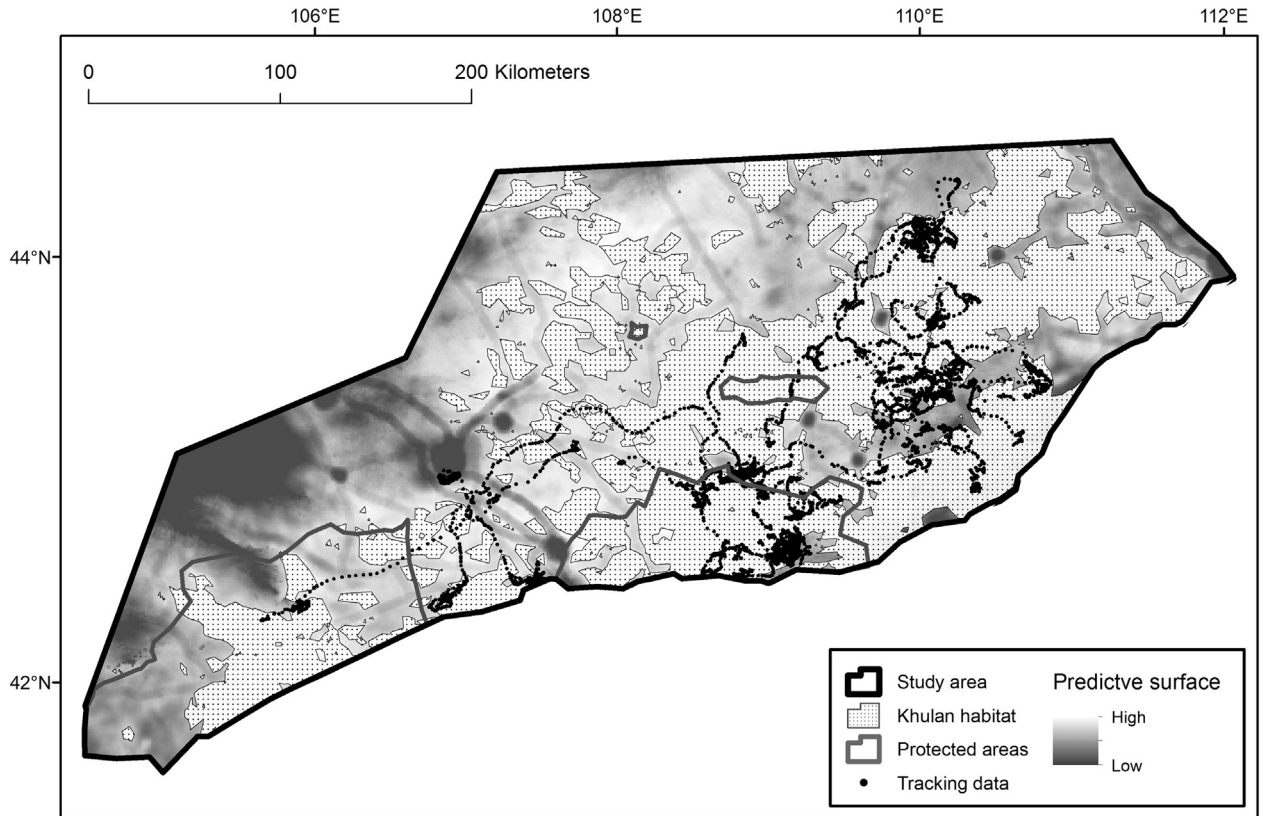 106°E 108°E 110°E 112°E
0 100 200 Kilometers
44°N
42°N
Study area
Khulan habitat
Protected areas
Tracking data
Predictve surface
High
Low